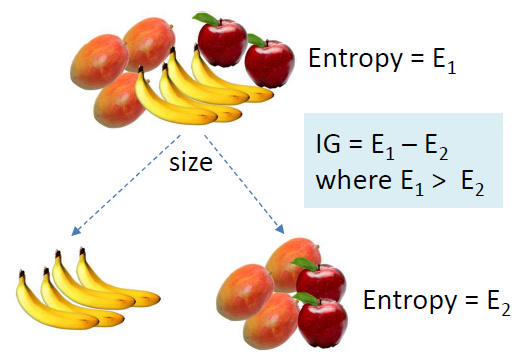 Entropy = E₁
IG = E₁ – E₂
where E₁ > E₂
size
Entropy = E₂